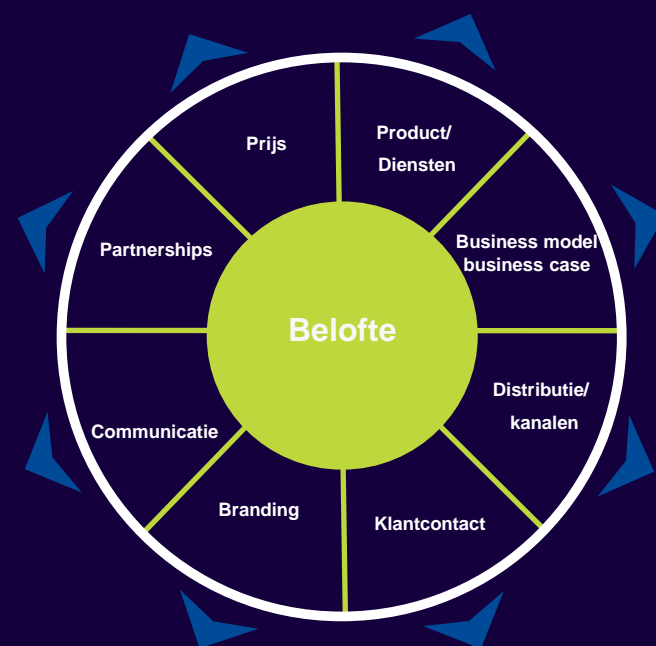 Prijs
Product/
Diensten
Business model
business case
Distributie/
kanalen
Klantcontact
Branding
Communicatie
Partnerships
Belofte